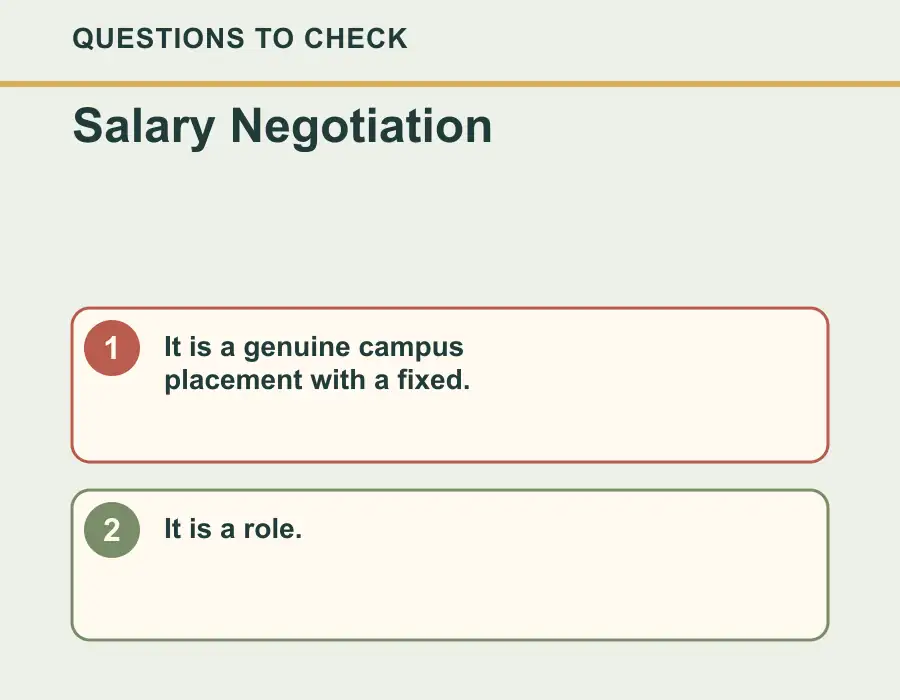 QUESTIONS TO CHECK
Salary Negotiation
1
It is a genuine campus
placement with a fixed.
2
It is a role.